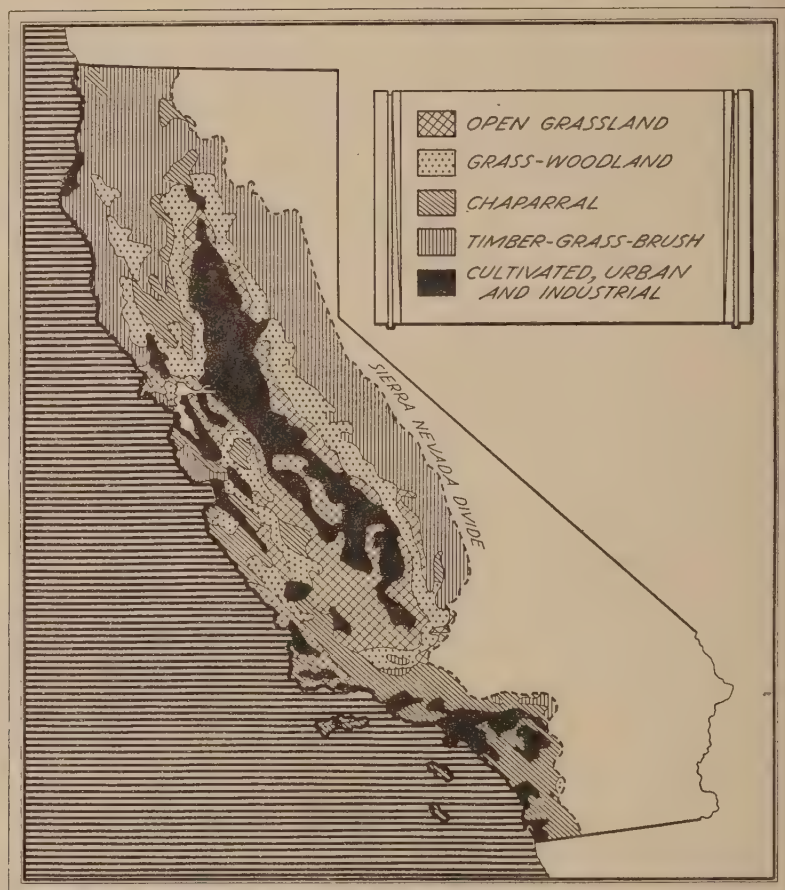 OPEN GRASSLAND
GRASS-WOODLAND
CHAPARRAL
TIMBER-GRASS-BRUSH
CULTIVATED, URBAN
AND INDUSTRIAL
SIERRA NEVADA DIVIDE